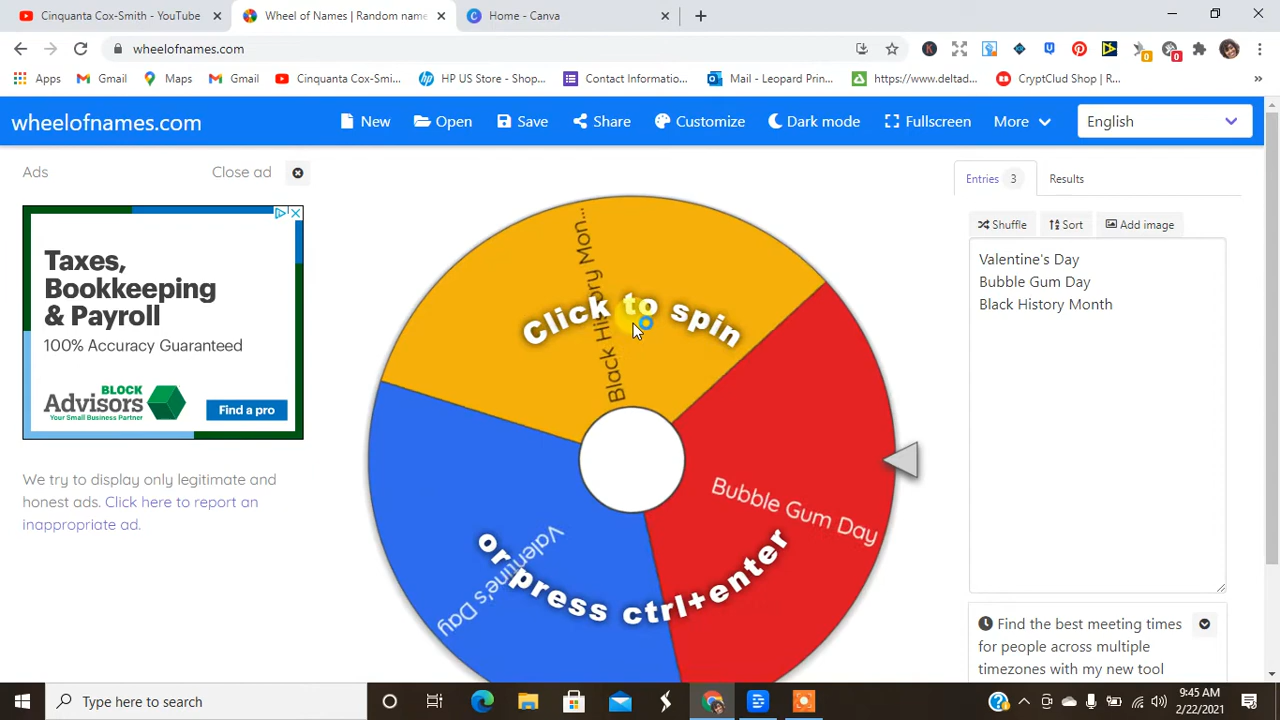 Cinquanta Cox-Smith - YouTube
Wheel of Names | Random name
Home - Canva
wheelofnames.com
Apps
Gmail
Maps
Gmail
Cinquanta Cox-Smi...
HP US Store - Shop...
Contact Informatio...
Mail - Leopard Prin...
https://www.deltad...
CryptClud Shop | R...
wheelofnames.com
New
Open
Save
Share
Customize
Dark mode
Fullscreen
More
English
Ads
Close ad
Taxes,
Bookkeeping
& Payroll
100% Accuracy Guaranteed
BLOCK
Advisors
Your Small Business Partner
Find a pro
We try to display only legitimate and
honest ads. Click here to report an
inappropriate ad.
Click to spin
or press ctrl+enter
Black History Mon...
Bubble Gum Day
Valentine's Day
Entries 3
Results
Shuffle
Sort
Add image
Valentine's Day
Bubble Gum Day
Black History Month
Find the best meeting times
for people across multiple
timezones with my new tool
Type here to search
9:45 AM
2/22/2021